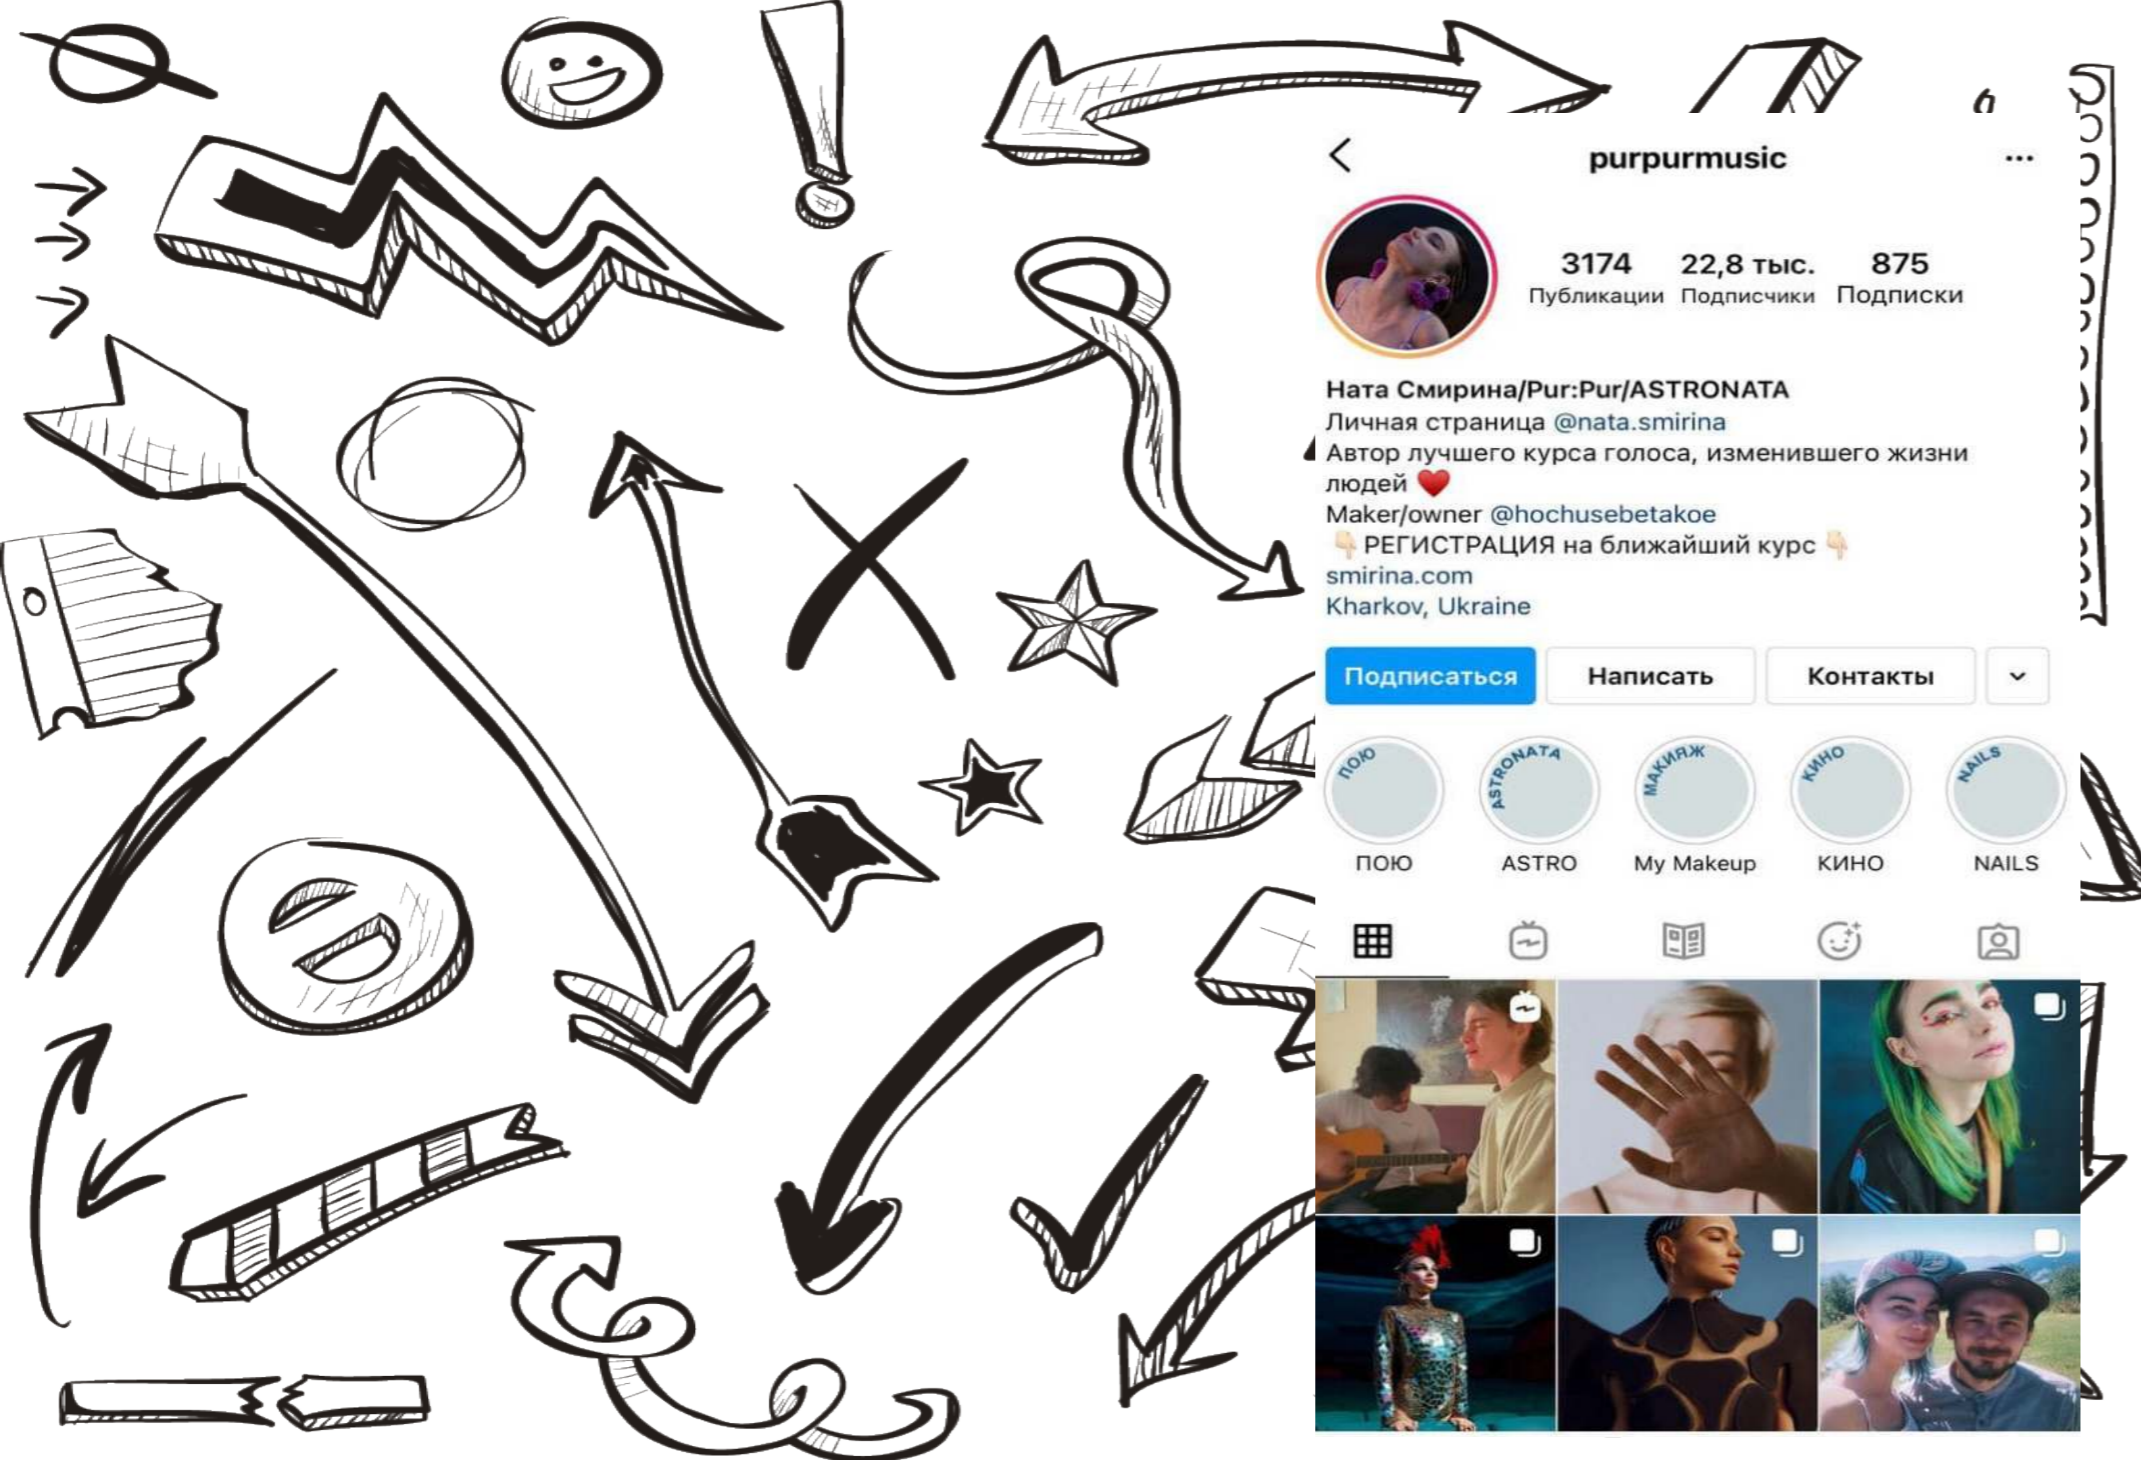 purpurmusic
3174 22,8 тыс. 875
Публикации Подписчики Подписки
Ната Смирина/Pur:Pur/ASTRONATA
Личная страница @nata.smirina
Автор лучшего курса голоса, изменившего жизни
людей ❤️
Maker/owner @hochusebetakoe
👇🏻РЕГИСТРАЦИЯ на ближайший курс 👇🏻
smirina.com
Kharkov, Ukraine
Подписаться Написать Контакты
ПОЮ ASTRONATA МАКИЯЖ КИНО NAILS
ПОЮ ASTRO My Makeup КИНО NAILS